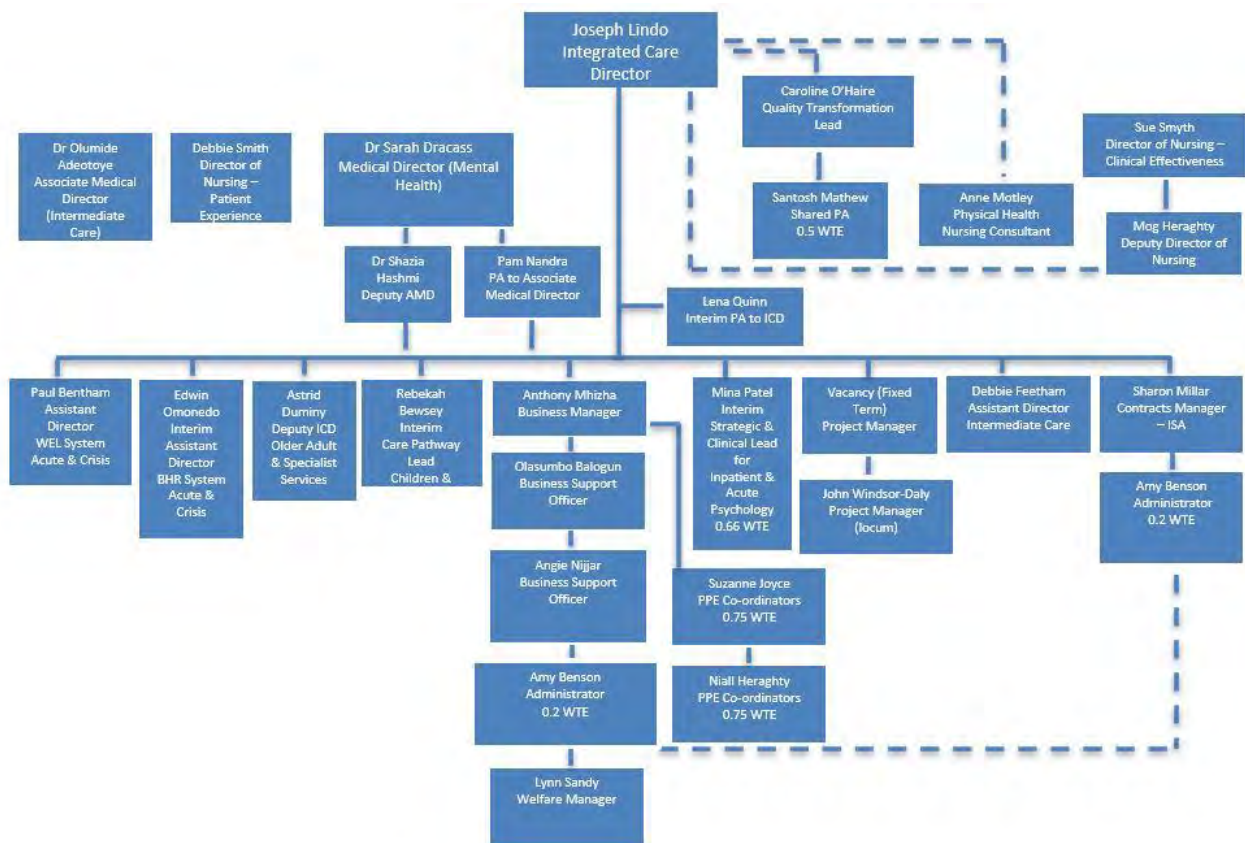 Joseph Lindo
Integrated Care
Director
Caroline O'Haire
Quality Transformation
Lead
Sue Smyth
Director of Nursing –
Clinical Effectiveness
Dr Olumide
Adeotoye
Associate Medical
Director
(Intermediate
Care)
Debbie Smith
Director of
Nursing –
Patient
Experience
Dr Sarah Dracass
Medical Director (Mental
Health)
Santosh Mathew
Shared PA
0.5 WTE
Anne Motley
Physical Health
Nursing Consultant
Mog Heraghty
Deputy Director of
Nursing
Dr Shazia
Hashmi
Deputy AMD
Pam Nandra
PA to Associate
Medical Director
Lena Quinn
Interim PA to ICD
Paul Bentham
Assistant
Director
WEL System
Acute & Crisis
Edwin
Omonedo
Interim
Assistant
Director
BHR System
Acute &
Crisis
Astrid
Duminy
Deputy ICD
Older Adult
& Specialist
Services
Rebekah
Bewsey
Interim
Care Pathway
Lead
Children &
Anthony Mhizha
Business Manager
Mina Patel
Interim
Strategic &
Clinical Lead
for
Inpatient &
Acute
Psychology
0.66 WTE
Vacancy (Fixed
Term)
Project Manager
Debbie Feetham
Assistant Director
Intermediate Care
Sharon Millar
Contracts Manager
– ISA
Olasumbo Balogun
Business Support
Officer
John Windsor-Daly
Project Manager
(locum)
Amy Benson
Administrator
0.2 WTE
Angie Nijjar
Business Support
Officer
Suzanne Joyce
PPE Co-ordinators
0.75 WTE
Amy Benson
Administrator
0.2 WTE
Niall Heraghty
PPE Co-ordinators
0.75 WTE
Lynn Sandy
Welfare Manager